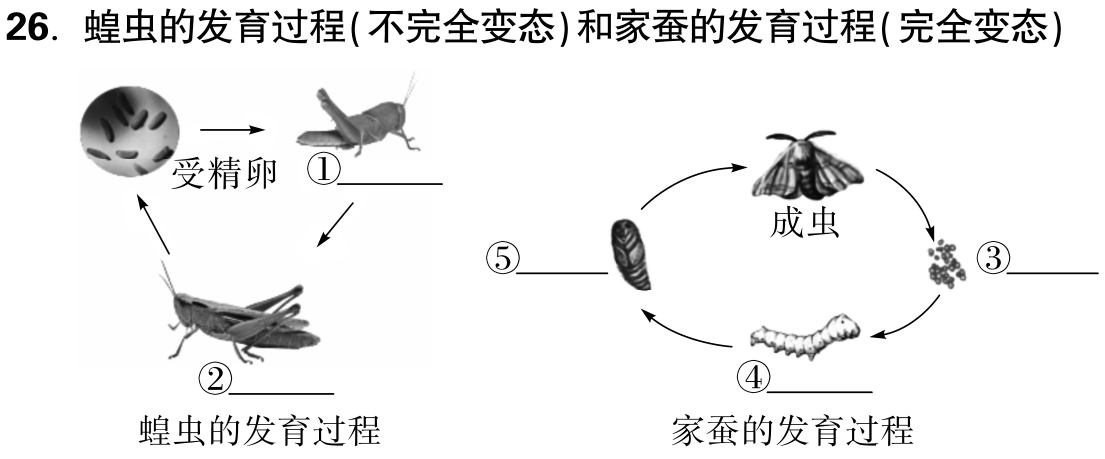 26. 蝗虫的发育过程(不完全变态)和家蚕的发育过程(完全变态)
受精卵
①______
②______
蝗虫的发育过程
成虫
③______
④______
⑤______
家蚕的发育过程